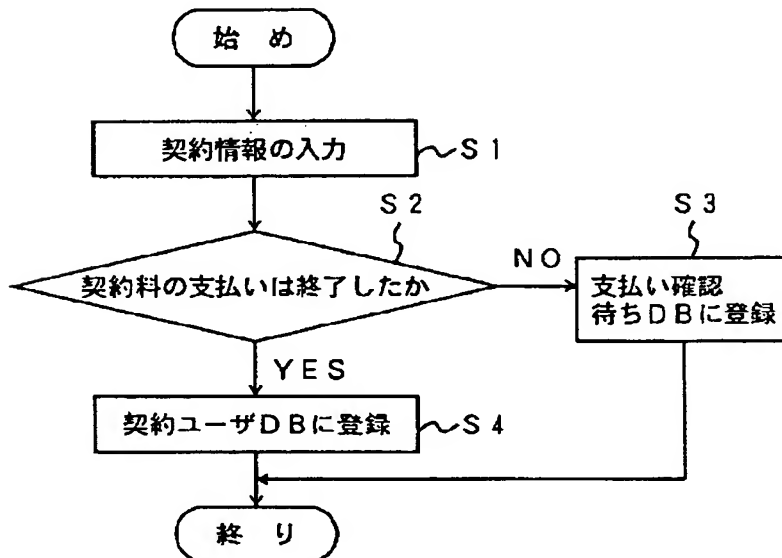 始 め
契約情報の入力
S1
S2
契約料の支払いは終了したか
NO
S3
支払い確認
待ちDBに登録
YES
契約ユーザDBに登録
S4
終 り